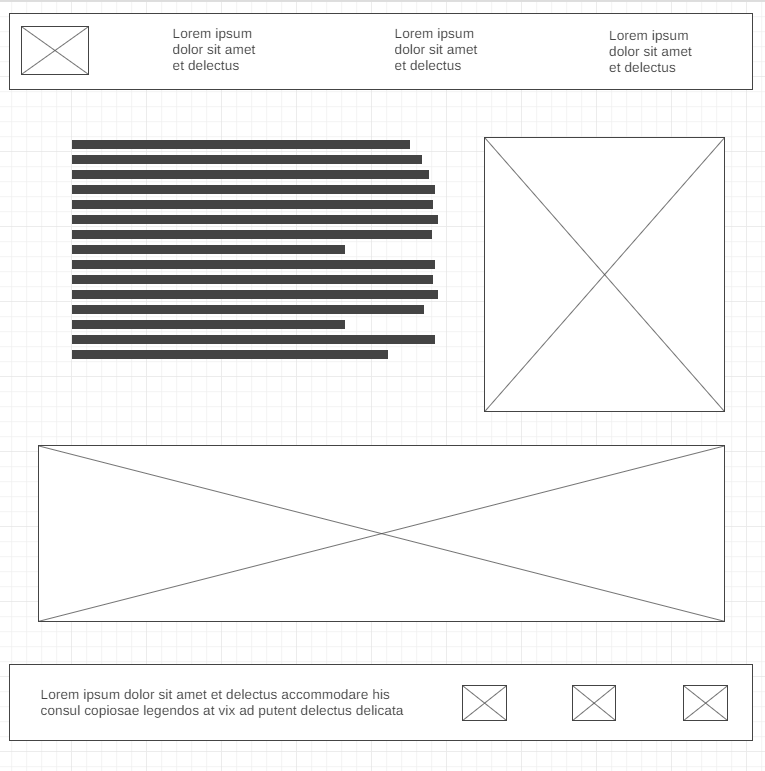 Lorem ipsum
dolor sit amet
et delectus
Lorem ipsum
dolor sit amet
et delectus
Lorem ipsum
dolor sit amet
et delectus
Lorem ipsum dolor sit amet et delectus accommodare his
consul copiosae legendos at vix ad putent delectus delicata